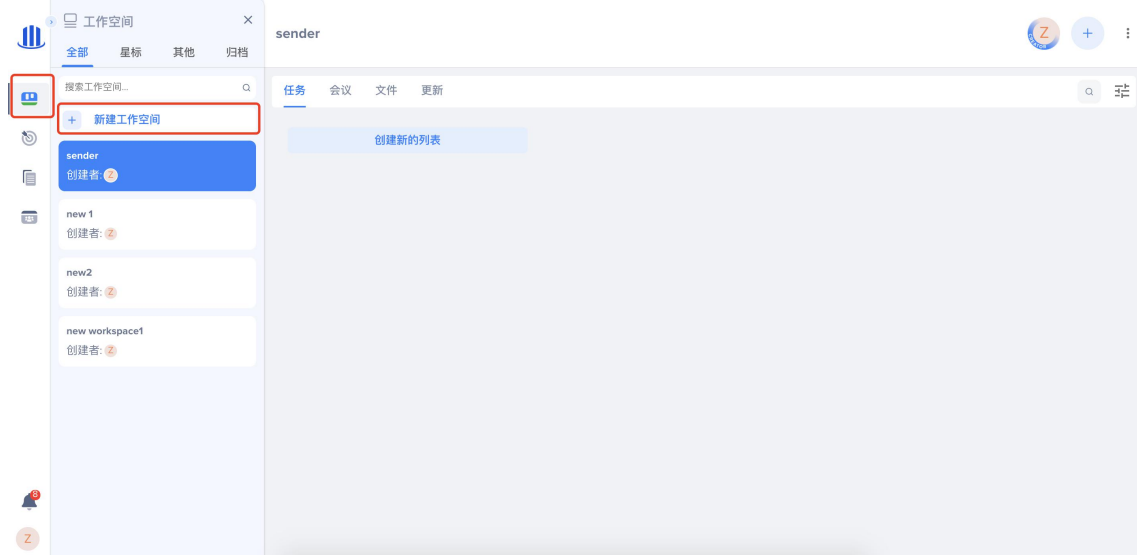 工作空间
全部 星标 其他 归档
搜索工作空间...
+ 新建工作空间
sender
创建者: Z
new 1
创建者: Z
new2
创建者: Z
new workspace1
创建者: Z
8
Z
sender
Z
CREATOR
+
任务 会议 文件 更新
创建新的列表